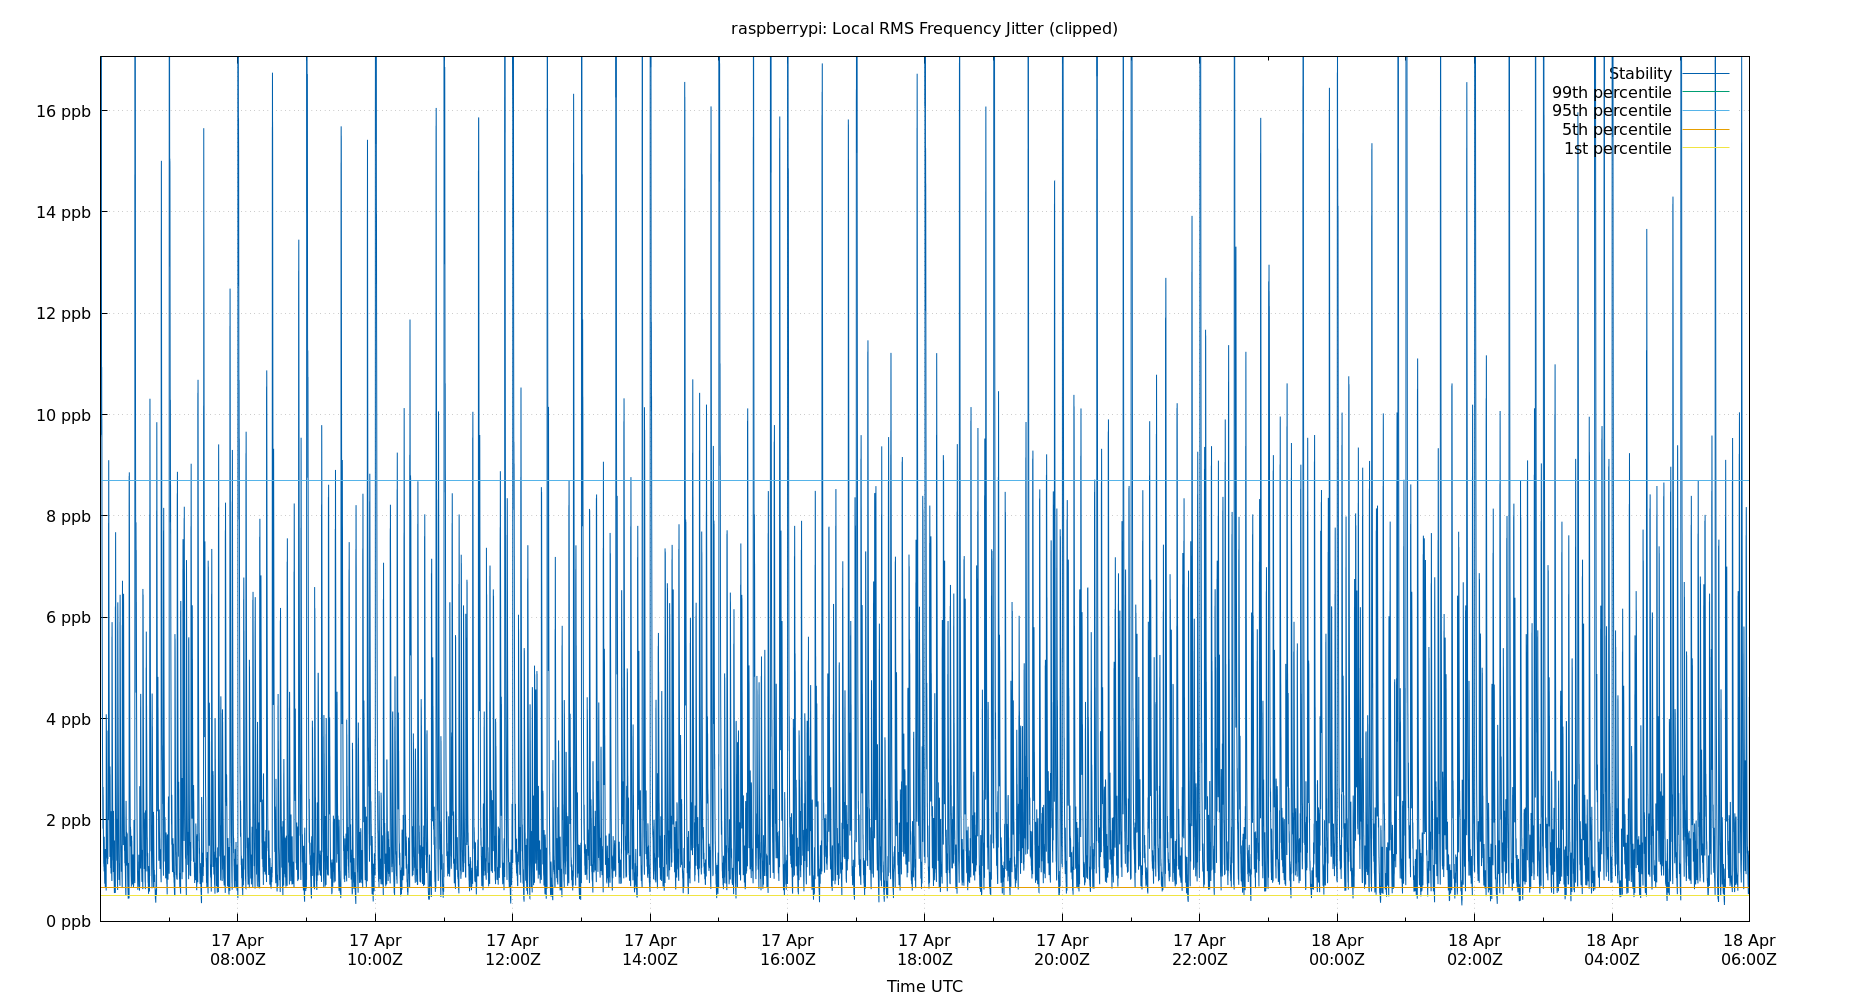 raspberrypi: Local RMS Frequency Jitter (clipped)
Stability
99th percentile
95th percentile
5th percentile
1st percentile
16 ppb
14 ppb
12 ppb
10 ppb
8 ppb
6 ppb
4 ppb
2 ppb
0 ppb
17 Apr 17 Apr 17 Apr 17 Apr 17 Apr 17 Apr 17 Apr 17 Apr 18 Apr 18 Apr 18 Apr 18 Apr
08:00Z 10:00Z 12:00Z 14:00Z 16:00Z 18:00Z 20:00Z 22:00Z 00:00Z 02:00Z 04:00Z 06:00Z
Time UTC